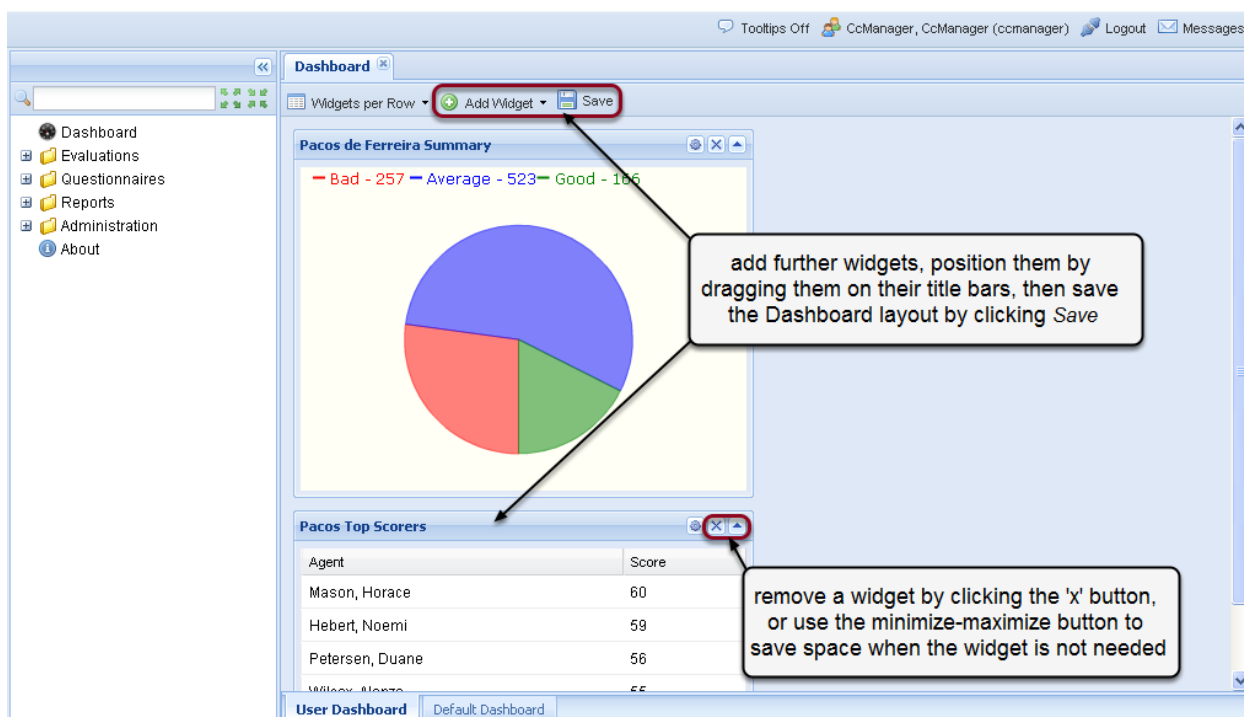 Tooltips Off CcManager, CcManager (ccmanager) Logout Messages
Dashboard
Widgets per Row Add Widget Save
Dashboard
Evaluations
Questionnaires
Reports
Administration
About
Pacos de Ferreira Summary
Bad - 257 Average - 523 Good - 166
add further widgets, position them by
dragging them on their title bars, then save
the Dashboard layout by clicking Save
Pacos Top Scorers
Agent Score
Mason, Horace 60
Hebert, Noemi 59
Petersen, Duane 56
remove a widget by clicking the 'x' button,
or use the minimize-maximize button to
save space when the widget is not needed
User Dashboard Default Dashboard